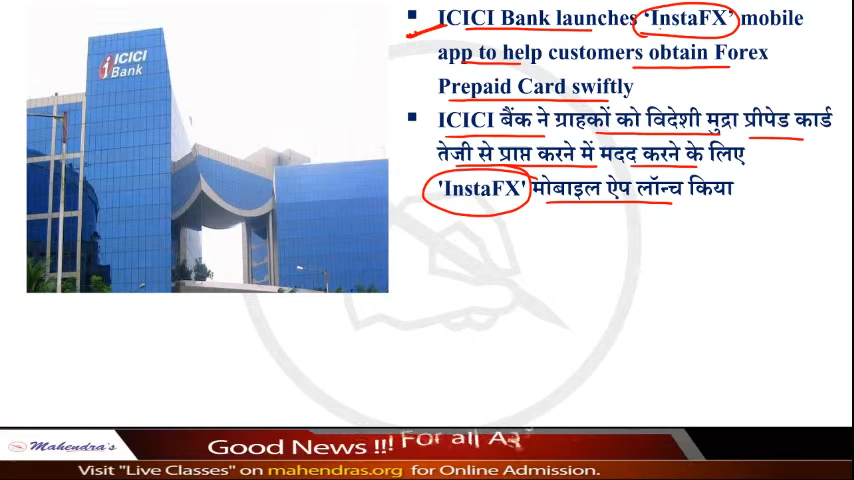 ICICI Bank
ICICI Bank launches ‘InstaFX’ mobile
app to help customers obtain Forex
Prepaid Card swiftly
ICICI बैंक ने ग्राहकों को विदेशी मुद्रा प्रीपेड कार्ड
तेजी से प्राप्त करने में मदद करने के लिए
'InstaFX' मोबाइल ऐप लॉन्च किया
Mahendra's
Good News !!! For all
Visit "Live Classes" on mahendras.org for Online Admission.